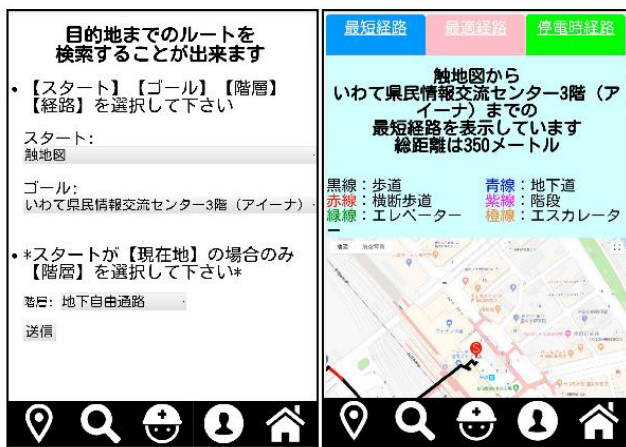 目的地までのルートを
検索することが出来ます
• 【スタート】【ゴール】【階層】
【経路】を選択して下さい
スタート:
触地図
ゴール:
いわて県民情報交流センター3階（アイーナ）
• *スタートが【現在地】の場合のみ
【階層】を選択して下さい*
階層: 地下自由通路
送信
最短経路 最適経路 停電時経路
触地図から
いわて県民情報交流センター3階（ア
イーナ）までの
最短経路を表示しています
総距離は350メートル
黒線：歩道 青線：地下道
赤線：横断歩道 紫線：階段
緑線：エレベーター 橙線：エスカレータ
ー
地図 航空写真
S